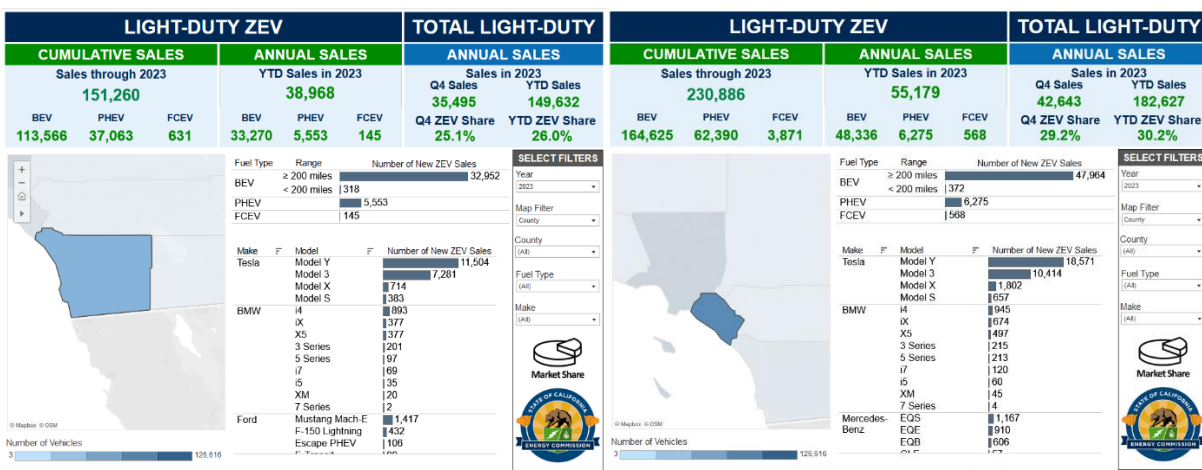 LIGHT-DUTY ZEV
TOTAL LIGHT-DUTY
CUMULATIVE SALES
ANNUAL SALES
ANNUAL SALES
Sales through 2023
YTD Sales in 2023
Sales in 2023
151,260
38,968
Q4 Sales YTD Sales
35,495 149,632
BEV PHEV FCEV
BEV PHEV FCEV
Q4 ZEV Share YTD ZEV Share
113,566 37,063 631
33,270 5,553 145
25.1% 26.0%
Fuel Type Range Number of New ZEV Sales
BEV ≥ 200 miles 32,952
< 200 miles 318
PHEV 5,553
FCEV 145
Make Model Number of New ZEV Sales
Tesla Model Y 11,504
Model 3 7,281
Model X 714
Model S 383
BMW i4 893
iX 377
X5 377
3 Series 201
5 Series 97
i7 69
i5 35
XM 20
7 Series 2
Ford Mustang Mach-E 1,417
F-150 Lightning 432
Escape PHEV 106
SELECT FILTERS
Year
2023
Map Filter
County
County
(All)
Fuel Type
(All)
Make
(All)
Market Share
STATE OF CALIFORNIA
ENERGY COMMISSION
© Mapbox © OSM
Number of Vehicles
3 126,616
LIGHT-DUTY ZEV
TOTAL LIGHT-DUTY
CUMULATIVE SALES
ANNUAL SALES
ANNUAL SALES
Sales through 2023
YTD Sales in 2023
Sales in 2023
230,886
55,179
Q4 Sales YTD Sales
42,643 182,627
BEV PHEV FCEV
BEV PHEV FCEV
Q4 ZEV Share YTD ZEV Share
164,625 62,390 3,871
48,336 6,275 568
29.2% 30.2%
Fuel Type Range Number of New ZEV Sales
BEV ≥ 200 miles 47,964
< 200 miles 372
PHEV 6,275
FCEV 568
Make Model Number of New ZEV Sales
Tesla Model Y 18,571
Model 3 10,414
Model X 1,802
Model S 657
BMW i4 945
iX 674
X5 497
3 Series 215
5 Series 213
i7 120
i5 60
XM 45
7 Series 4
Mercedes-Benz EQS 1,167
EQE 910
EQB 606
SELECT FILTERS
Year
2023
Map Filter
County
County
(All)
Fuel Type
(All)
Make
(All)
Market Share
STATE OF CALIFORNIA
ENERGY COMMISSION
© Mapbox © OSM
Number of Vehicles
3 126,616